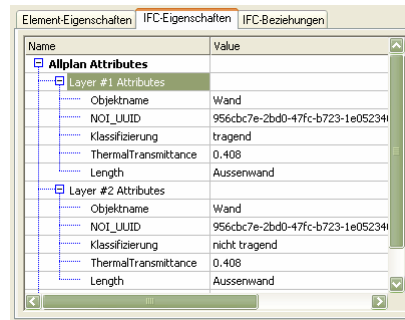 Element-Eigenschaften IFC-Eigenschaften IFC-Beziehungen
Name Value
Allplan Attributes
Layer #1 Attributes
Objektname Wand
NOI_UUID 956cbc7e-2bd0-47fc-b723-1e05234
Klassifizierung tragend
ThermalTransmittance 0.408
Length Aussenwand
Layer #2 Attributes
Objektname Wand
NOI_UUID 956cbc7e-2bd0-47fc-b723-1e05234
Klassifizierung nicht tragend
ThermalTransmittance 0.408
Length Aussenwand